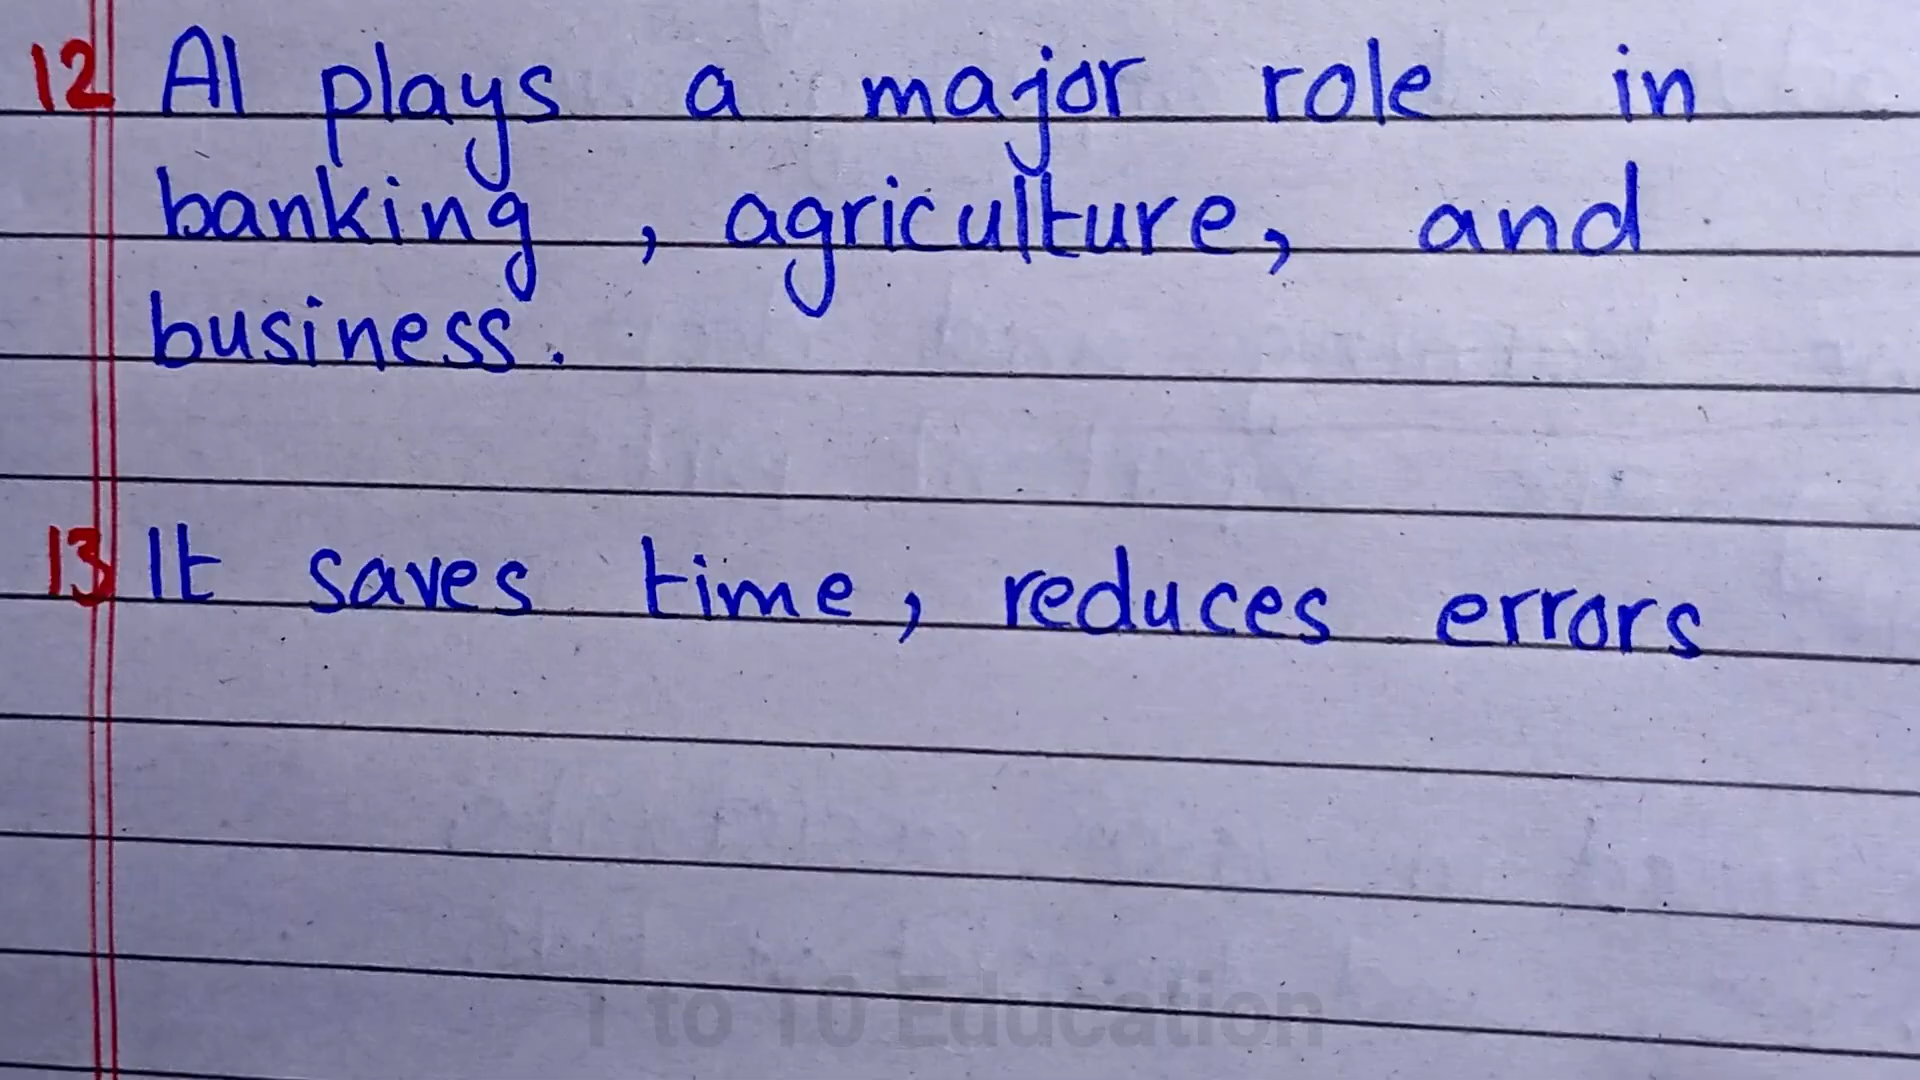 12 AI plays a major role in
banking , agriculture, and
business.
13 It saves time, reduces errors
1 to 10 Education